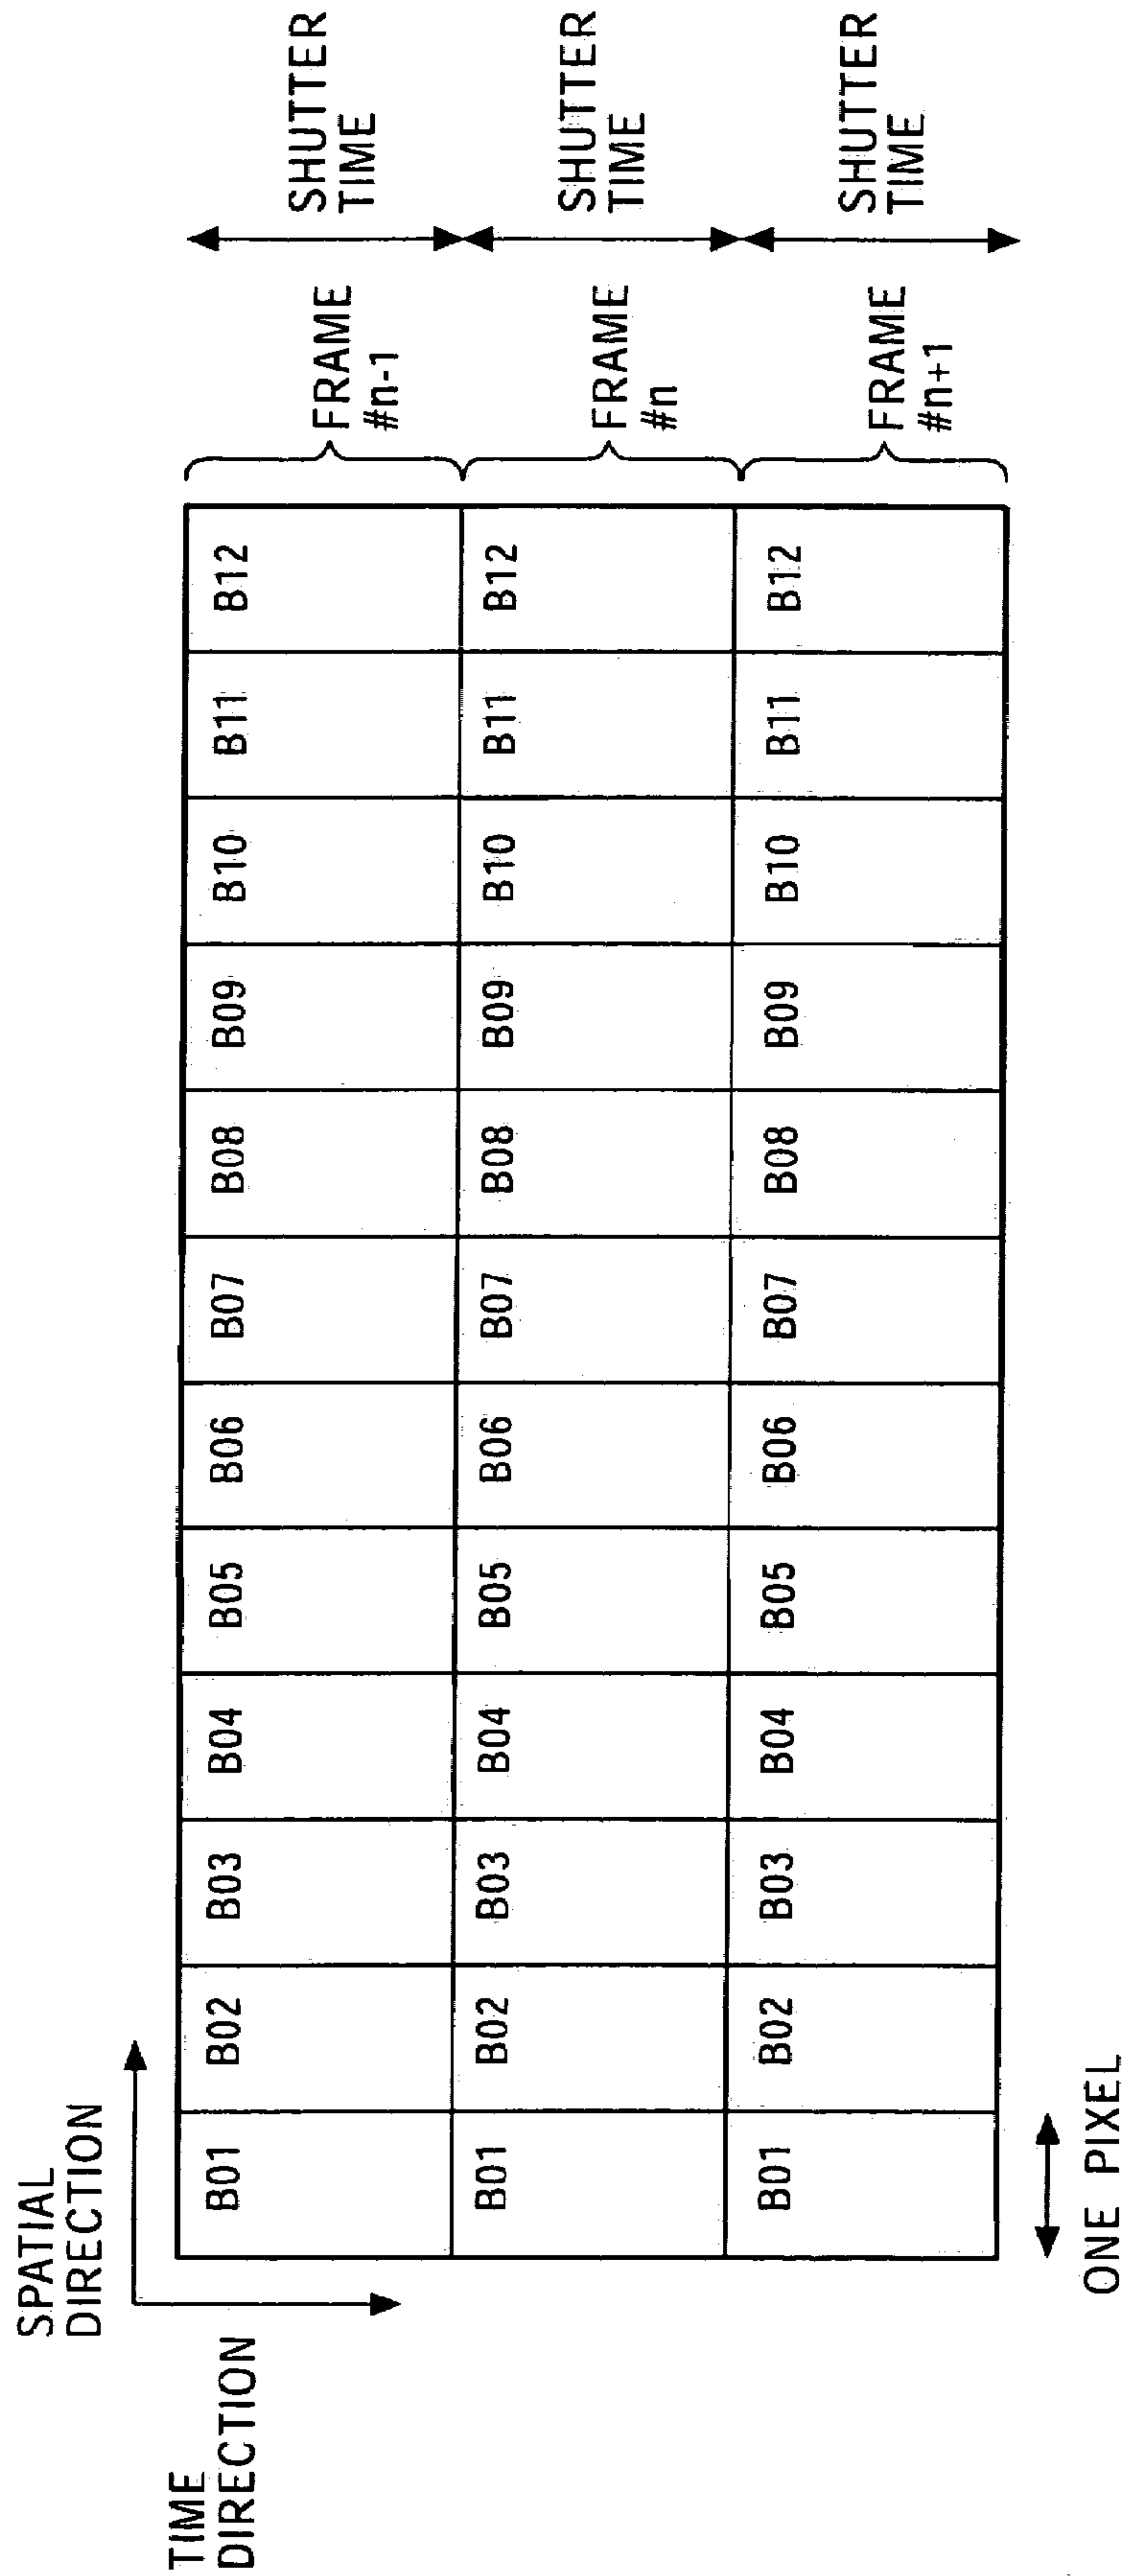 SPATIAL
DIRECTION
TIME
DIRECTION
B01 B02 B03 B04 B05 B06 B07 B08 B09 B10 B11 B12
FRAME
#n-1
SHUTTER
TIME
B01 B02 B03 B04 B05 B06 B07 B08 B09 B10 B11 B12
FRAME
#n
SHUTTER
TIME
B01 B02 B03 B04 B05 B06 B07 B08 B09 B10 B11 B12
FRAME
#n+1
SHUTTER
TIME
ONE PIXEL